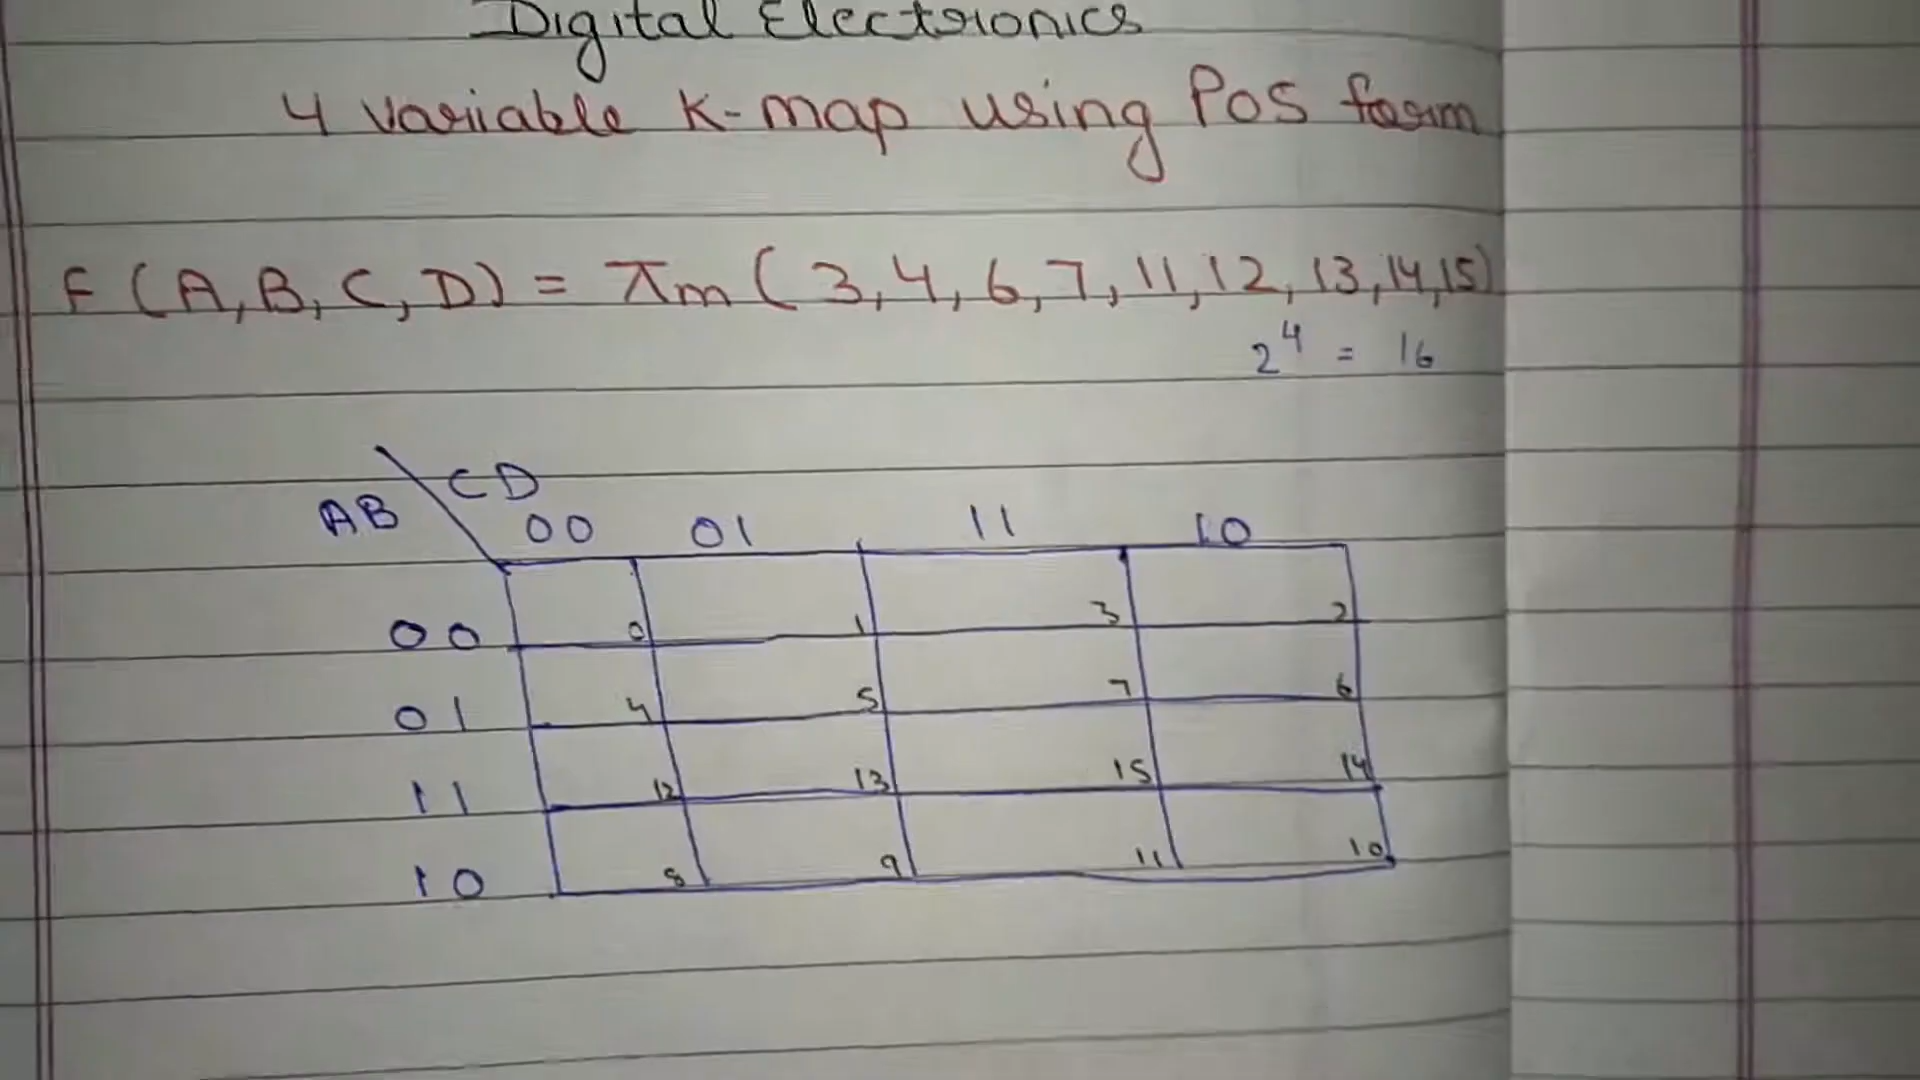 Digital Electronics
4 variable K-map using POS form
F (A, B, C, D) = πm ( 3, 4, 6, 7, 11, 12, 13, 14, 15)
2⁴ = 16
AB \ CD
00 01 11 10
00 0 1 3 2
01 4 5 7 6
11 12 13 15 14
10 8 9 11 10